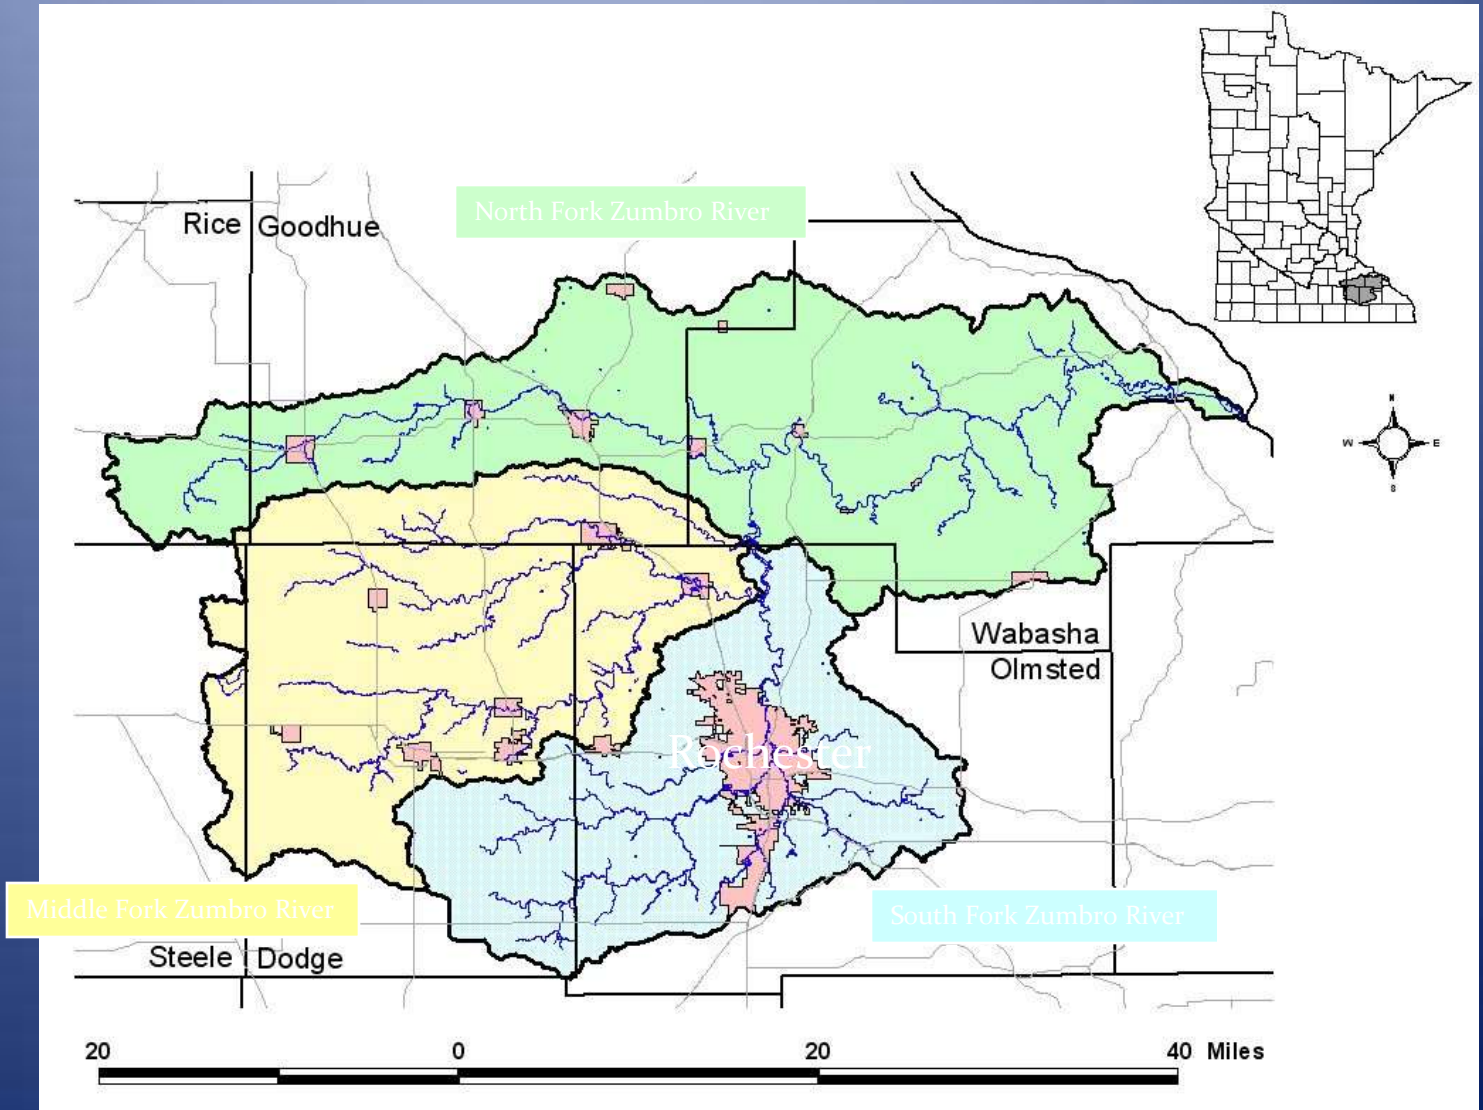 North Fork Zumbro River
Rice
Goodhue
N
W
E
S
Wabasha
Olmsted
Rochester
Middle Fork Zumbro River
South Fork Zumbro River
Steele
Dodge
20
0
20
40 Miles